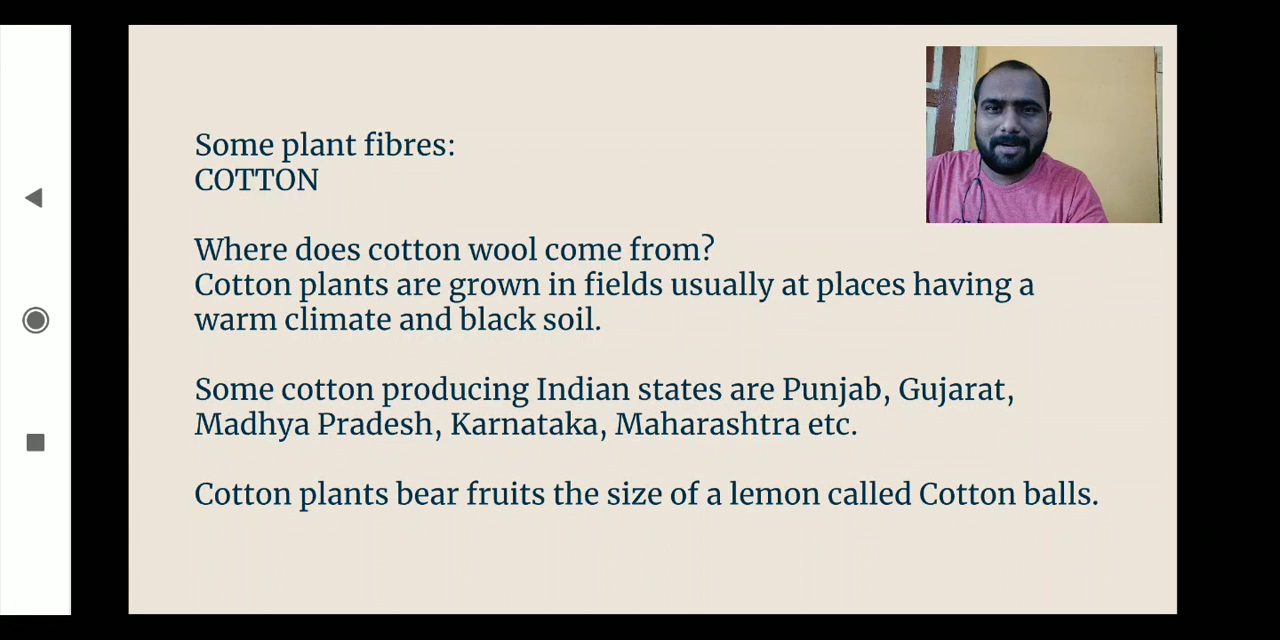 Some plant fibres:
COTTON
Where does cotton wool come from?
Cotton plants are grown in fields usually at places having a
warm climate and black soil.
Some cotton producing Indian states are Punjab, Gujarat,
Madhya Pradesh, Karnataka, Maharashtra etc.
Cotton plants bear fruits the size of a lemon called Cotton balls.